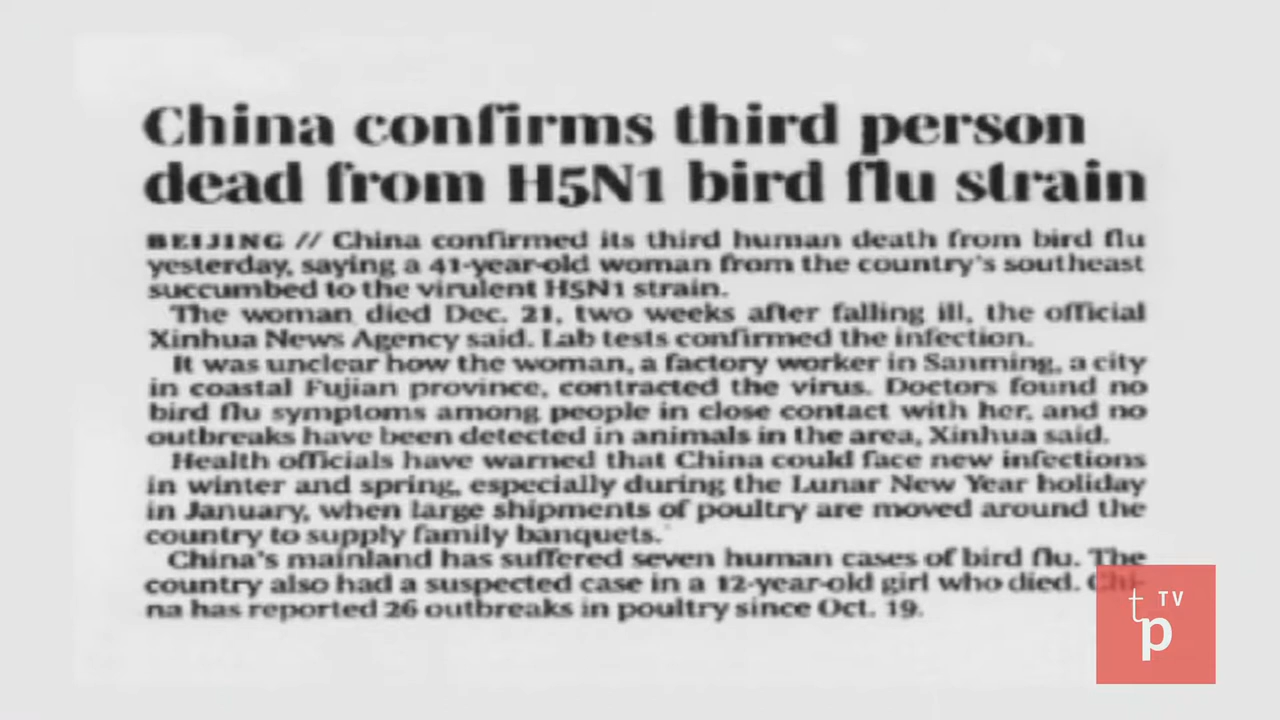 China confirms third person
dead from H5N1 bird flu strain
BEIJING // China confirmed its third human death from bird flu
yesterday, saying a 41-year-old woman from the country's southeast
succumbed to the virulent H5N1 strain.
The woman died Dec. 21, two weeks after falling ill, the official
Xinhua News Agency said. Lab tests confirmed the infection.
It was unclear how the woman, a factory worker in Sanming, a city
in coastal Fujian province, contracted the virus. Doctors found no
bird flu symptoms among people in close contact with her, and no
outbreaks have been detected in animals in the area, Xinhua said.
Health officials have warned that China could face new infections
in winter and spring, especially during the Lunar New Year holiday
in January, when large shipments of poultry are moved around the
country to supply family banquets.
China's mainland has suffered seven human cases of bird flu. The
country also had a suspected case in a 12-year-old girl who died. Chi-
na has reported 26 outbreaks in poultry since Oct. 19.
tp TV